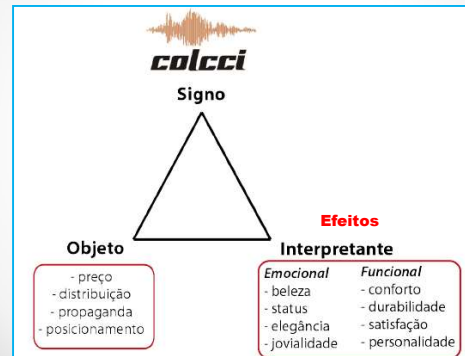 colcci
Signo
Efeitos
Objeto
- preço
- distribuição
- propaganda
- posicionamento
Interpretante
Emocional Funcional
- beleza - conforto
- status - durabilidade
- elegância - satisfação
- jovialidade - personalidade